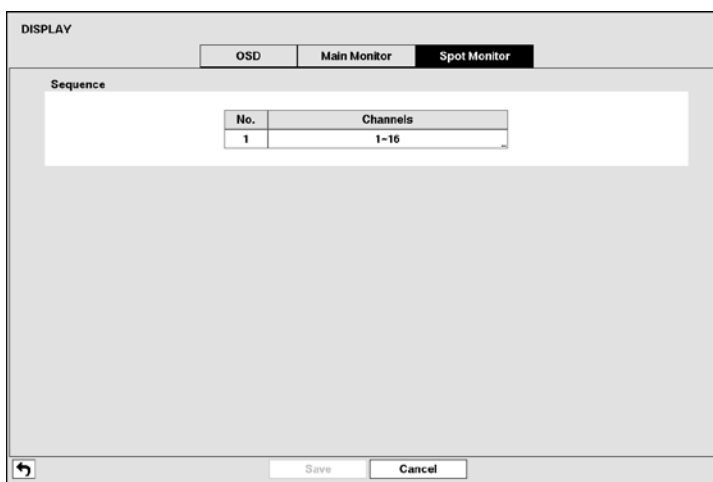 DISPLAY
OSD Main Monitor Spot Monitor
Sequence
No. Channels
1 1~16 ...
Save Cancel